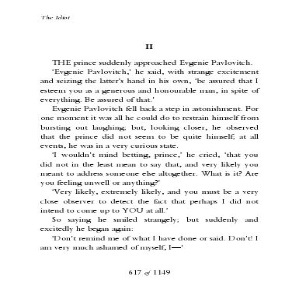 The Idiot
II
THE prince suddenly approached Evgenie Pavlovitch.
'Evgenie Pavlovitch,' he said, with strange excitement
and seizing the latter's hand in his own, 'be assured that I
esteem you as a generous and honourable man, in spite of
everything. Be assured of that.'
Evgenie Pavlovitch fell back a step in astonishment. For
one moment it was all he could do to restrain himself from
bursting out laughing; but, looking closer, he observed
that the prince did not seem to be quite himself; at all
events, he was in a very curious state.
'I wouldn't mind betting, prince,' he cried, 'that you
did not in the least mean to say that, and very likely you
meant to address someone else altogether. What is it? Are
you feeling unwell or anything?'
'Very likely, extremely likely, and you must be a very
close observer to detect the fact that perhaps I did not
intend to come up to YOU at all.'
So saying he smiled strangely; but suddenly and
excitedly he began again:
'Don't remind me of what I have done or said. Don't! I
am very much ashamed of myself, I—'
617 of 1149